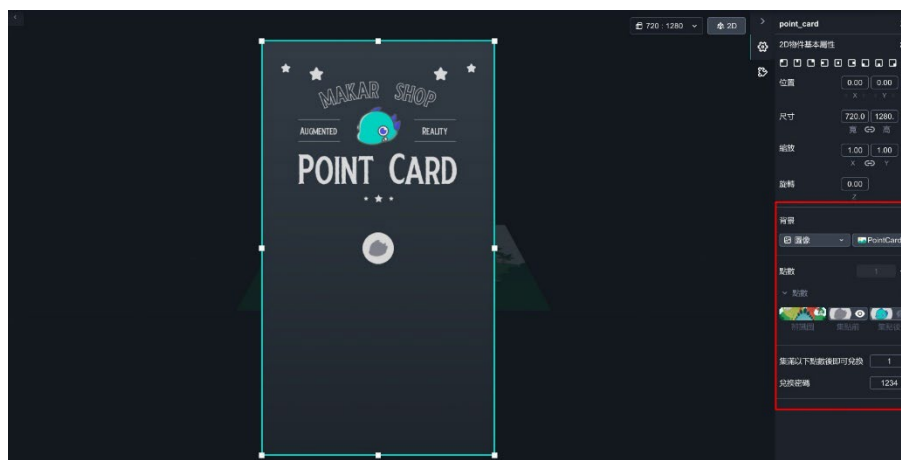 720 : 1280
2D
point_card
2D物件基本屬性
位置
0.00
0.00
X
Y
尺寸
720.0
1280.
寬
高
縮放
1.00
1.00
X
Y
旋轉
0.00
Z
MAKAR SHOP
AUGMENTED
REALITY
POINT CARD
背景
圖像
PointCard
點數
1
點數
集點前
集點後
集滿以下點數後即可兌換
1
兌換密碼
1234